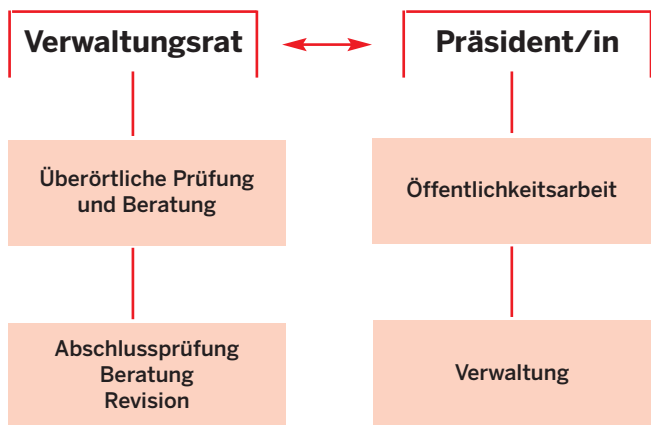 Verwaltungsrat
Präsident/in
Überörtliche Prüfung
und Beratung
Öffentlichkeitsarbeit
Abschlussprüfung
Beratung
Revision
Verwaltung